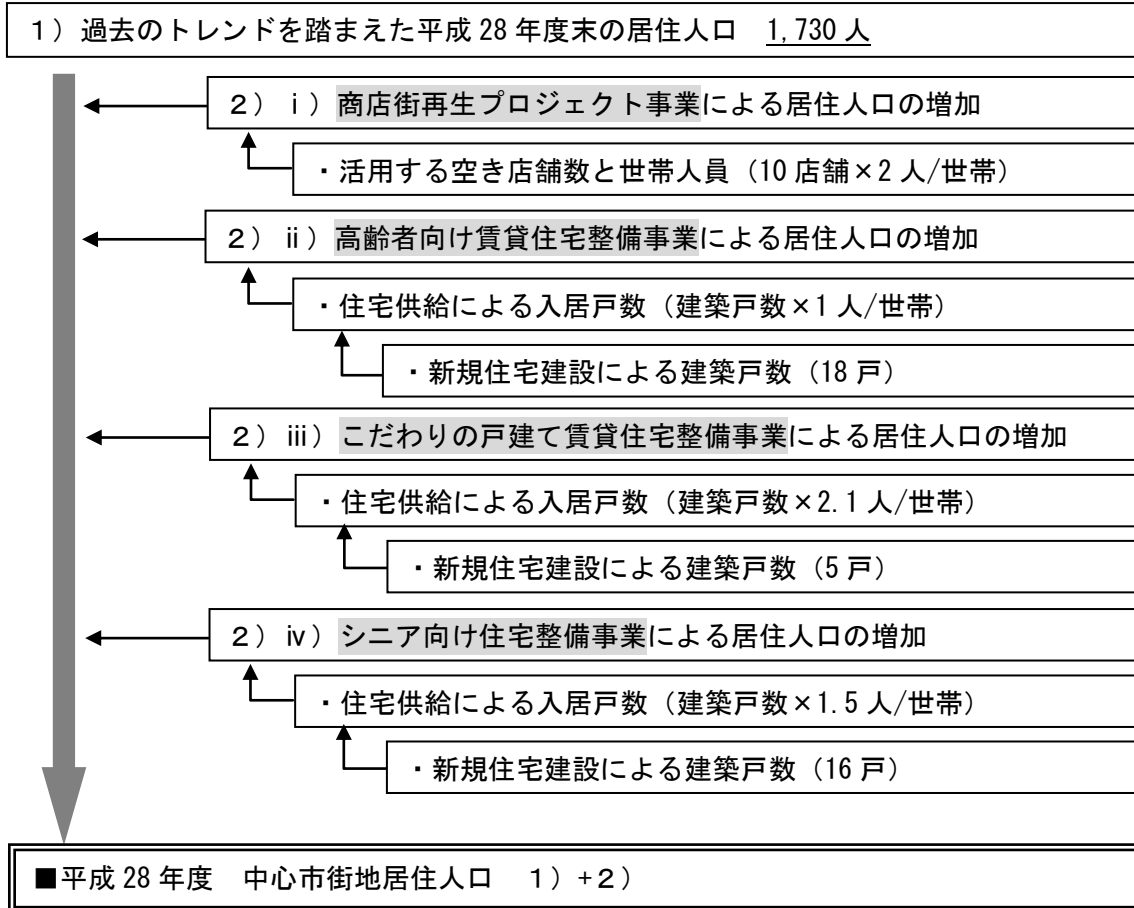 １）過去のトレンドを踏まえた平成 28 年度末の居住人口　1,730 人
２）ⅰ）商店街再生プロジェクト事業による居住人口の増加
・活用する空き店舗数と世帯人員（10 店舗×2 人/世帯）
２）ⅱ）高齢者向け賃貸住宅整備事業による居住人口の増加
・住宅供給による入居戸数（建築戸数×1 人/世帯）
・新規住宅建設による建築戸数（18 戸）
２）ⅲ）こだわりの戸建て賃貸住宅整備事業による居住人口の増加
・住宅供給による入居戸数（建築戸数×2.1 人/世帯）
・新規住宅建設による建築戸数（5 戸）
２）ⅳ）シニア向け住宅整備事業による居住人口の増加
・住宅供給による入居戸数（建築戸数×1.5 人/世帯）
・新規住宅建設による建築戸数（16 戸）
■平成 28 年度　中心市街地居住人口　１）+２）